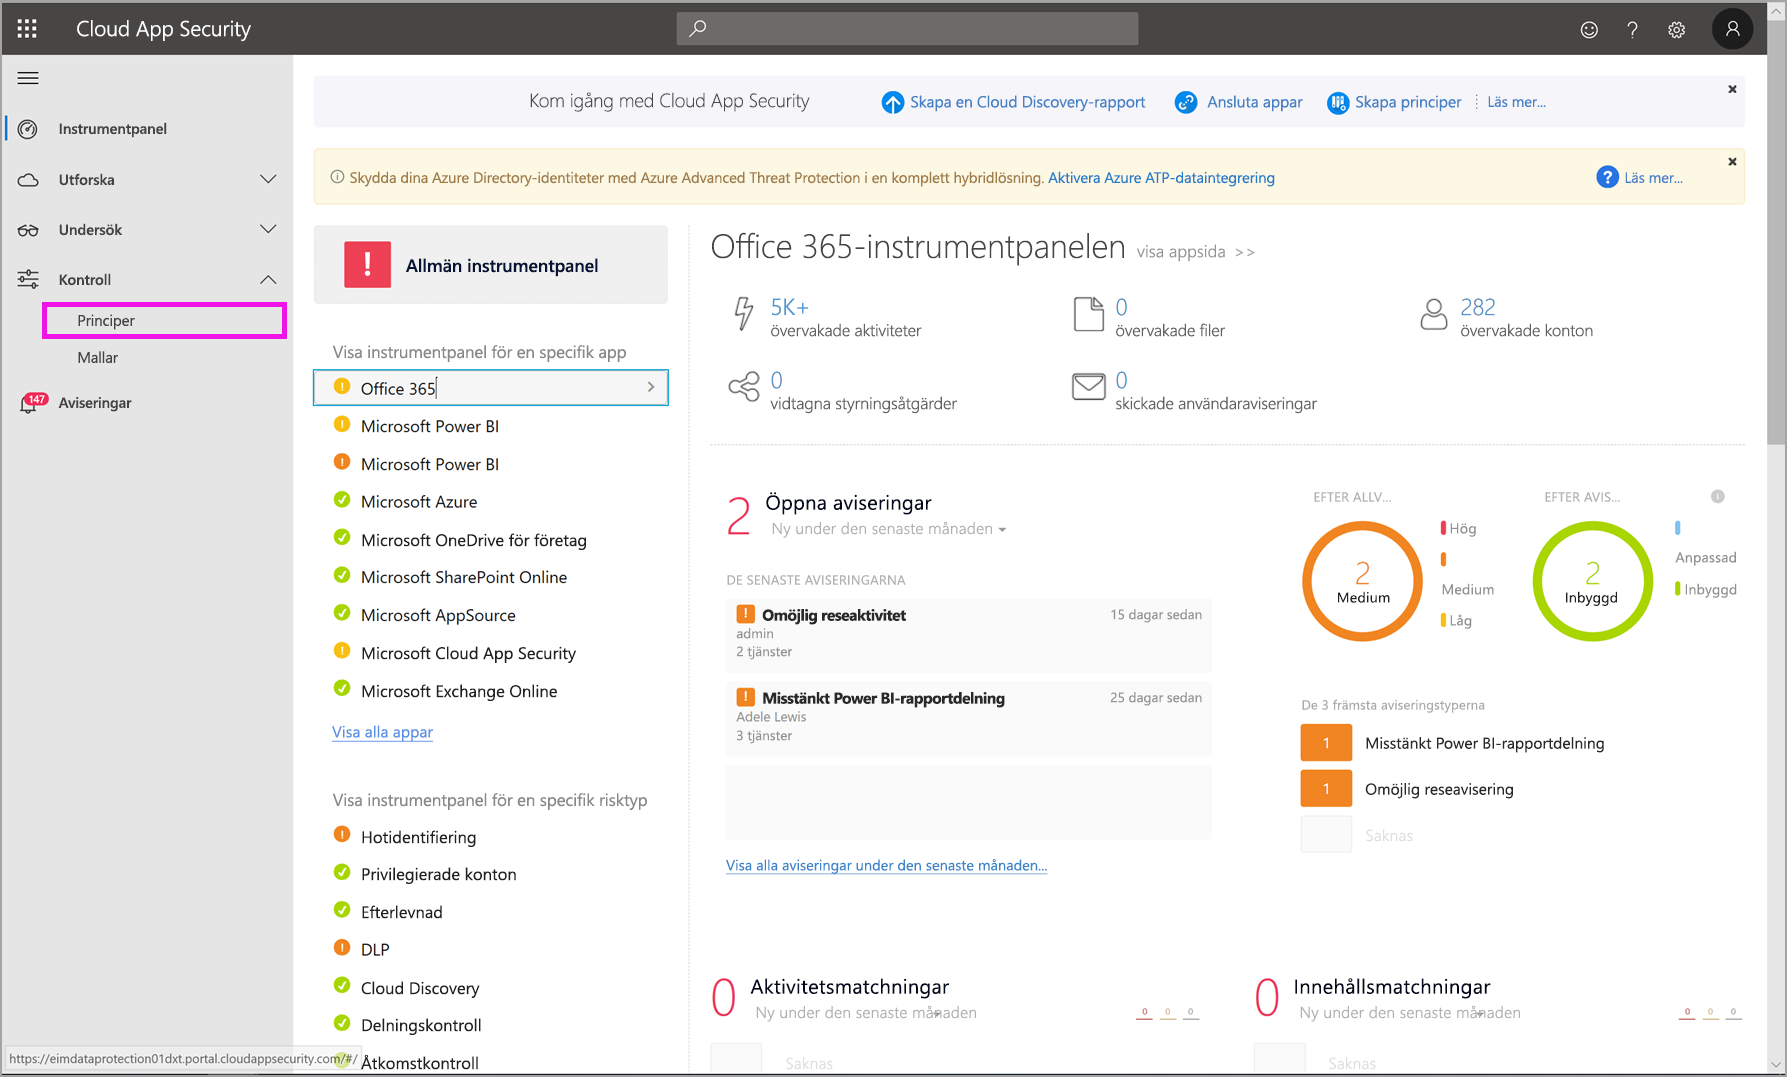 Cloud App Security
Kom igång med Cloud App Security
Skapa en Cloud Discovery-rapport
Ansluta appar
Skapa principer
Läs mer...
Instrumentpanel
Utforska
Undersök
Kontroll
Principer
Mallar
147
Aviseringar
Skydda dina Azure Directory-identiteter med Azure Advanced Threat Protection i en komplett hybridlösning. Aktivera Azure ATP-dataintegrering
Läs mer...
Allmän instrumentpanel
Visa instrumentpanel för en specifik app
Office 365
Microsoft Power BI
Microsoft Power BI
Microsoft Azure
Microsoft OneDrive för företag
Microsoft SharePoint Online
Microsoft AppSource
Microsoft Cloud App Security
Microsoft Exchange Online
Visa alla appar
Visa instrumentpanel för en specifik risktyp
Hotidentifiering
Privilegierade konton
Efterlevnad
DLP
Cloud Discovery
Delningskontroll
Åtkomstkontroll
https://eimdataprotection01dxt.portal.cloudappsecurity.com/#/
Office 365-instrumentpanelen visa appsida >>
5K+
övervakade aktiviteter
0
övervakade filer
282
övervakade konton
0
vidtagna styrningsåtgärder
0
skickade användaraviseringar
2 Öppna aviseringar
Ny under den senaste månaden
DE SENASTE AVISERINGARNA
Omöjlig reseaktivitet
15 dagar sedan
admin
2 tjänster
Misstänkt Power BI-rapportdelning
25 dagar sedan
Adele Lewis
3 tjänster
Visa alla aviseringar under den senaste månaden...
EFTER ALLV...
2
Medium
Hög
Medium
Låg
EFTER AVIS...
2
Inbyggd
Anpassad
Inbyggd
De 3 främsta aviseringstyperna
1 Misstänkt Power BI-rapportdelning
1 Omöjlig reseavisering
Saknas
0 Aktivitetsmatchningar
Ny under den senaste månaden
0 0 0
Saknas
0 Innehållsmatchningar
Ny under den senaste månaden
0 0 0
Saknas